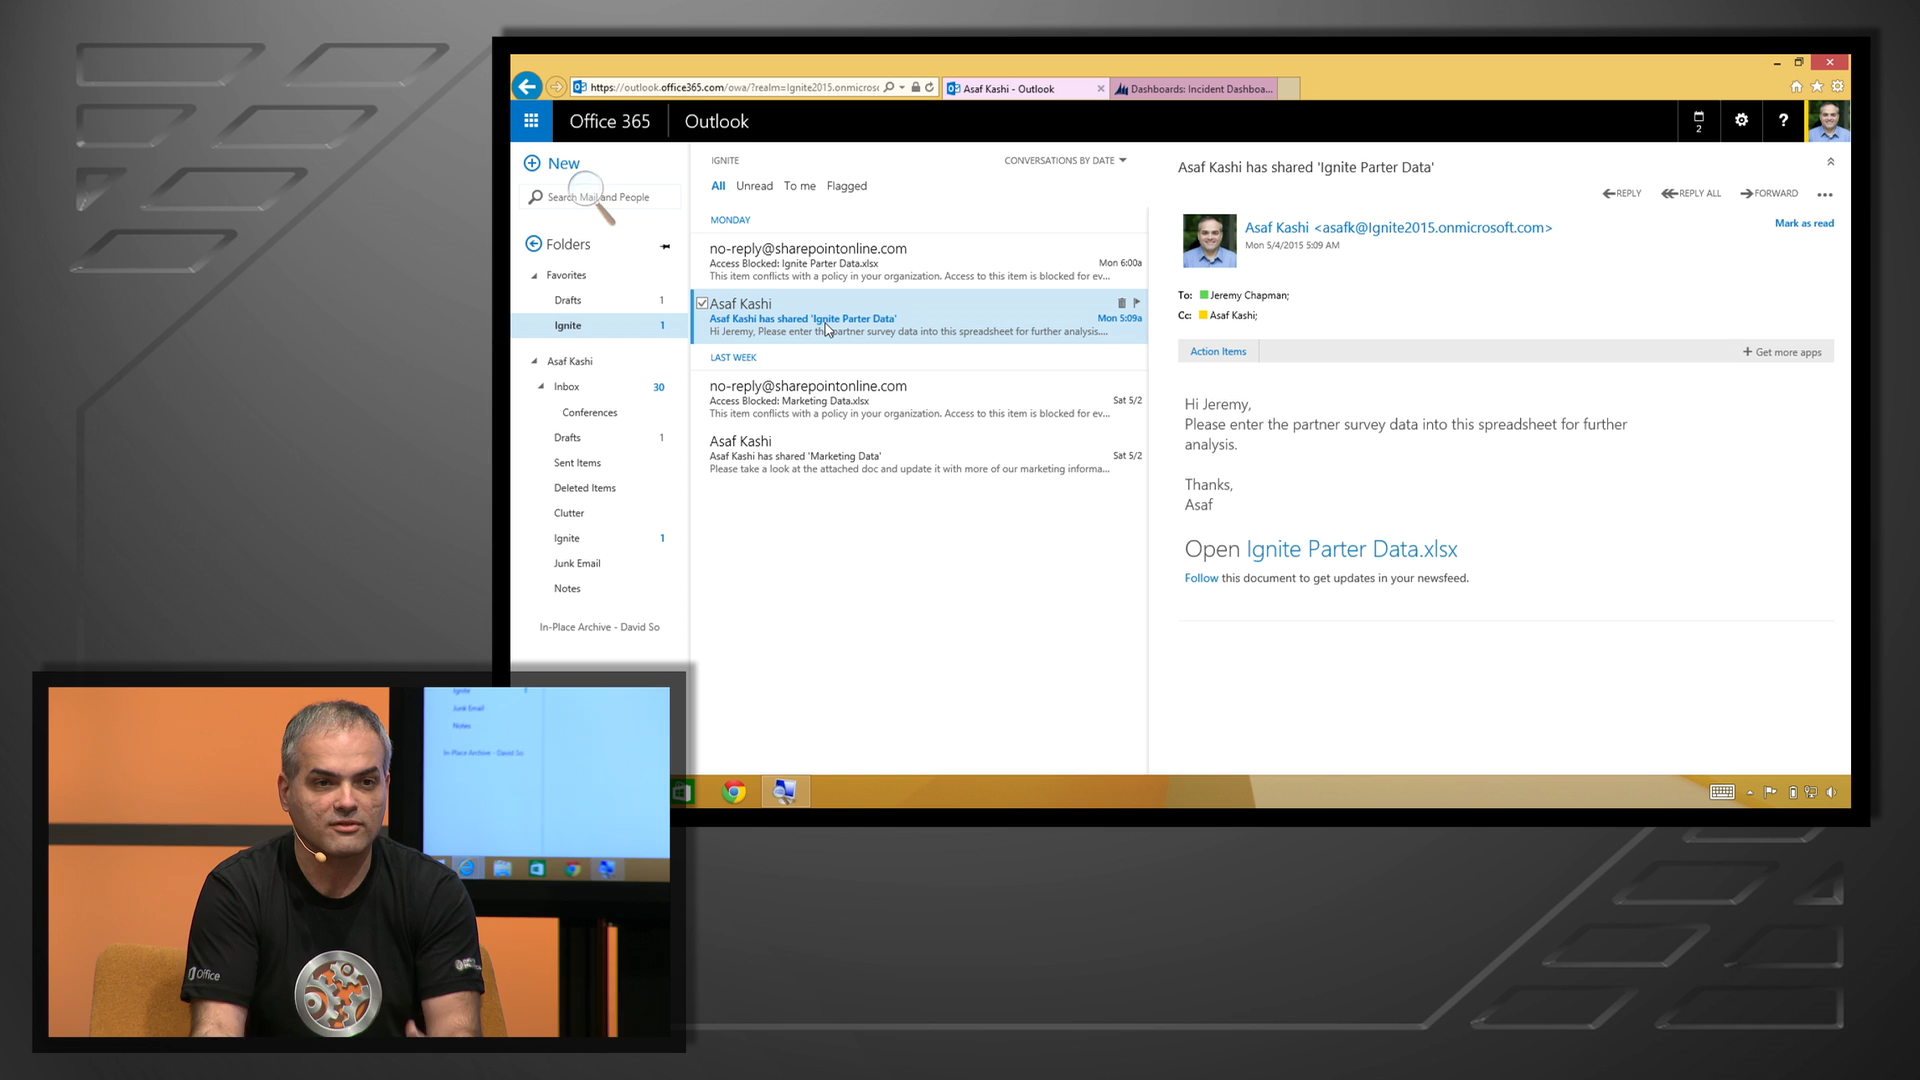 https://outlook.office365.com/owa/?realm=Ignite2015.onmicros
Asaf Kashi - Outlook
Dashboards: Incident Dashboa...
Office 365
Outlook
2
?
New
Search Mail and People
Folders
Favorites
Drafts 1
Ignite 1
Asaf Kashi
Inbox 30
Conferences
Drafts 1
Sent Items
Deleted Items
Clutter
Ignite 1
Junk Email
Notes
In-Place Archive - David So
IGNITE
CONVERSATIONS BY DATE
All Unread To me Flagged
MONDAY
no-reply@sharepointonline.com
Access Blocked: Ignite Parter Data.xlsx Mon 6:00a
This item conflicts with a policy in your organization. Access to this item is blocked for ev...
Asaf Kashi
Asaf Kashi has shared 'Ignite Parter Data' Mon 5:09a
Hi Jeremy, Please enter the partner survey data into this spreadsheet for further analysis....
LAST WEEK
no-reply@sharepointonline.com
Access Blocked: Marketing Data.xlsx Sat 5/2
This item conflicts with a policy in your organization. Access to this item is blocked for ev...
Asaf Kashi
Asaf Kashi has shared 'Marketing Data' Sat 5/2
Please take a look at the attached doc and update it with more of our marketing informa...
Asaf Kashi has shared 'Ignite Parter Data'
REPLY REPLY ALL FORWARD ...
Asaf Kashi <asafk@Ignite2015.onmicrosoft.com>
Mark as read
Mon 5/4/2015 5:09 AM
To: Jeremy Chapman;
Cc: Asaf Kashi;
Action Items
+ Get more apps
Hi Jeremy,
Please enter the partner survey data into this spreadsheet for further
analysis.
Thanks,
Asaf
Open Ignite Parter Data.xlsx
Follow this document to get updates in your newsfeed.
Ignite
Junk Email
Notes
In-Place Archive - David So
Office